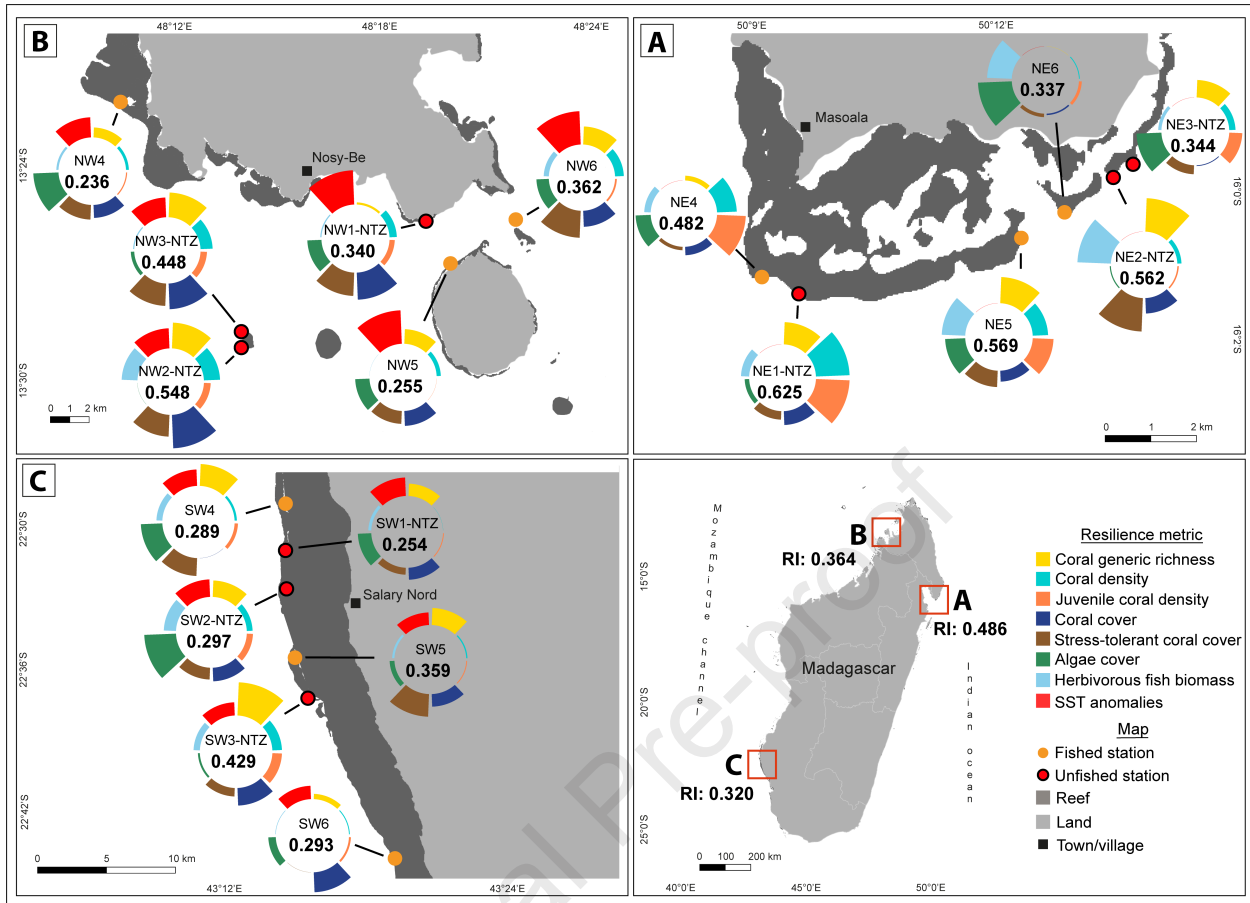 48°12'E
48°18'E
48°24'E
50°9'E
50°12'E
B
NW4
0.236
13°24'S
Nosy-Be
NW6
0.362
NW3-NTZ
0.448
NW1-NTZ
0.340
NW2-NTZ
0.548
NW5
0.255
13°30'S
0 1 2 km
A
NE6
0.337
Masoala
NE3-NTZ
0.344
16°0'S
NE4
0.482
NE2-NTZ
0.562
NE5
0.569
NE1-NTZ
0.625
16°2'S
0 1 2 km
C
SW4
0.289
22°30'S
SW1-NTZ
0.254
SW2-NTZ
0.297
Salary Nord
SW5
0.359
22°36'S
SW3-NTZ
0.429
SW6
0.293
22°42'S
0 5 10 km
43°12'E
43°24'E
Mozambique channel
B
RI: 0.364
A
RI: 0.486
Madagascar
Indian ocean
C
RI: 0.320
15°0'S
20°0'S
25°0'S
0 100 200 km
40°0'E
45°0'E
50°0'E
Resilience metric
Coral generic richness
Coral density
Juvenile coral density
Coral cover
Stress-tolerant coral cover
Algae cover
Herbivorous fish biomass
SST anomalies
Map
Fished station
Unfished station
Reef
Land
Town/village
al Pre-proof